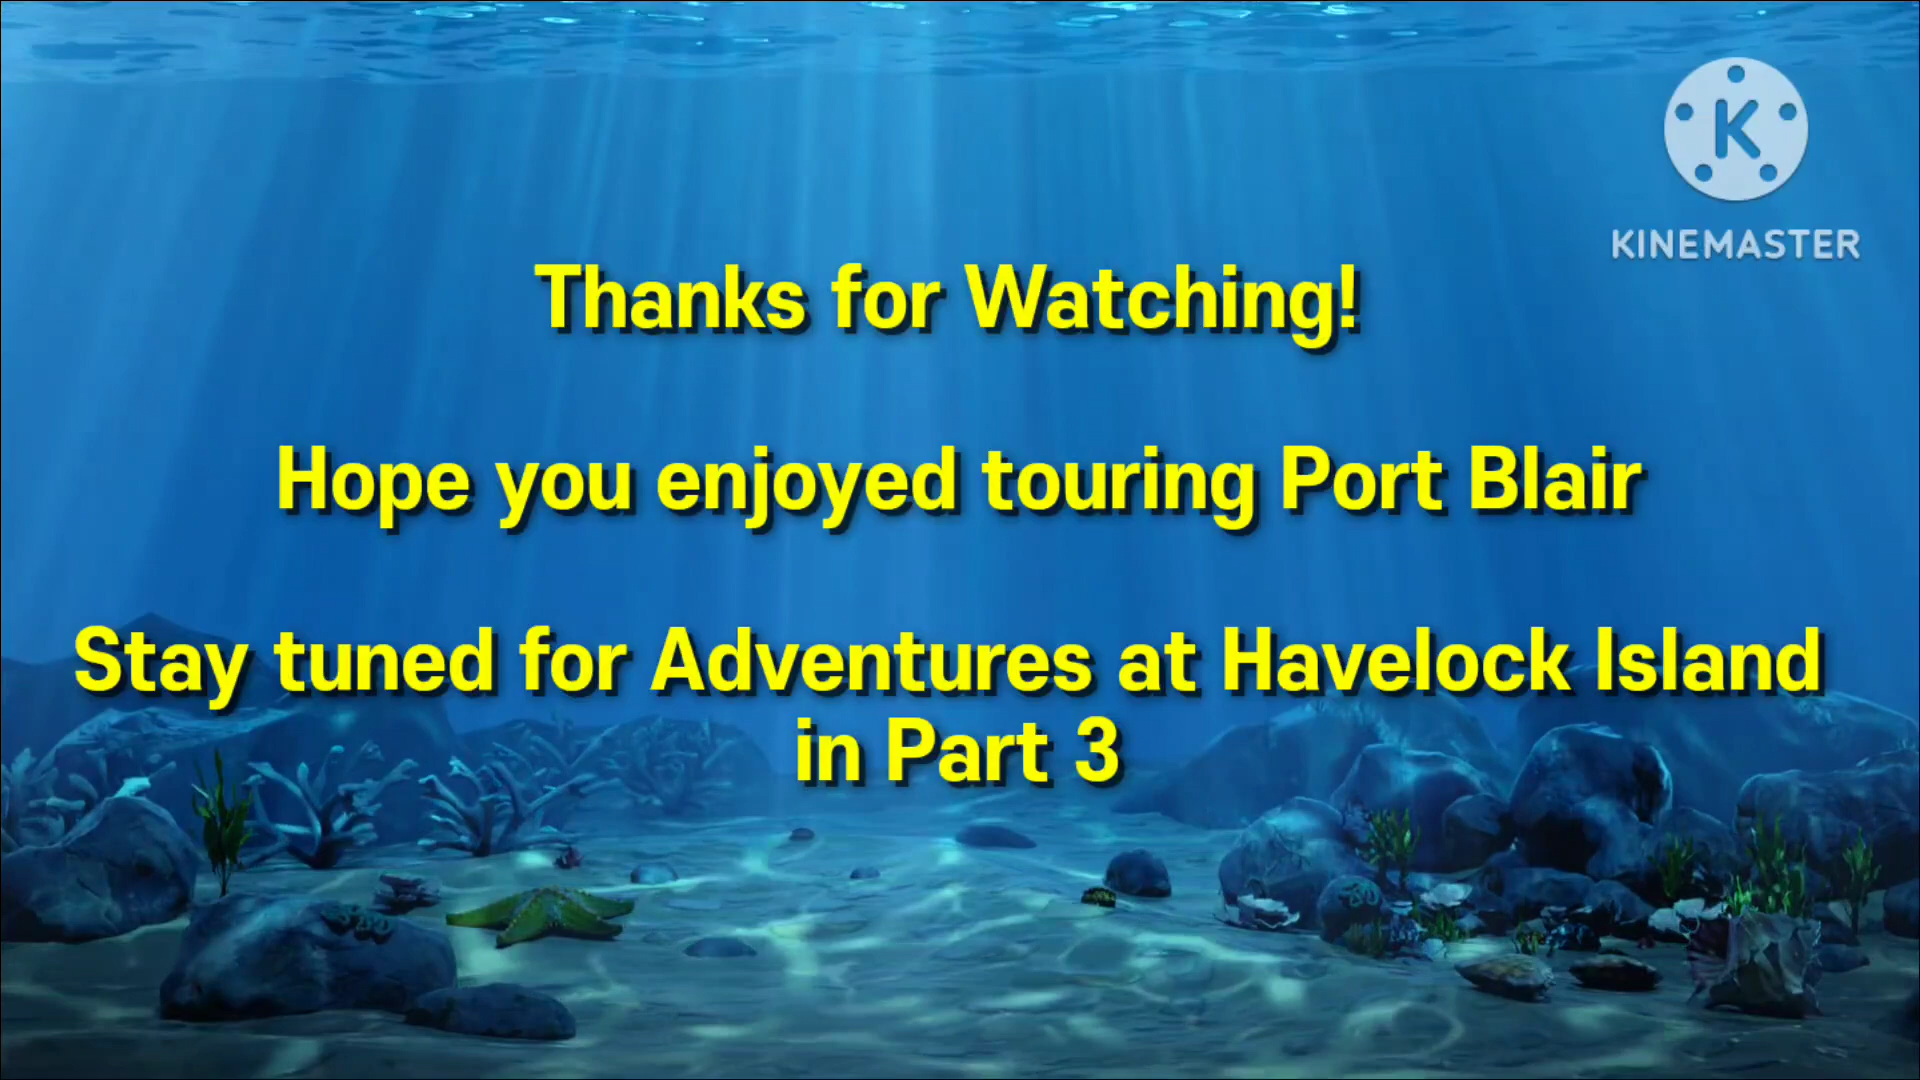 K
KINEMASTER
Thanks for Watching!
Hope you enjoyed touring Port Blair
Stay tuned for Adventures at Havelock Island
in Part 3